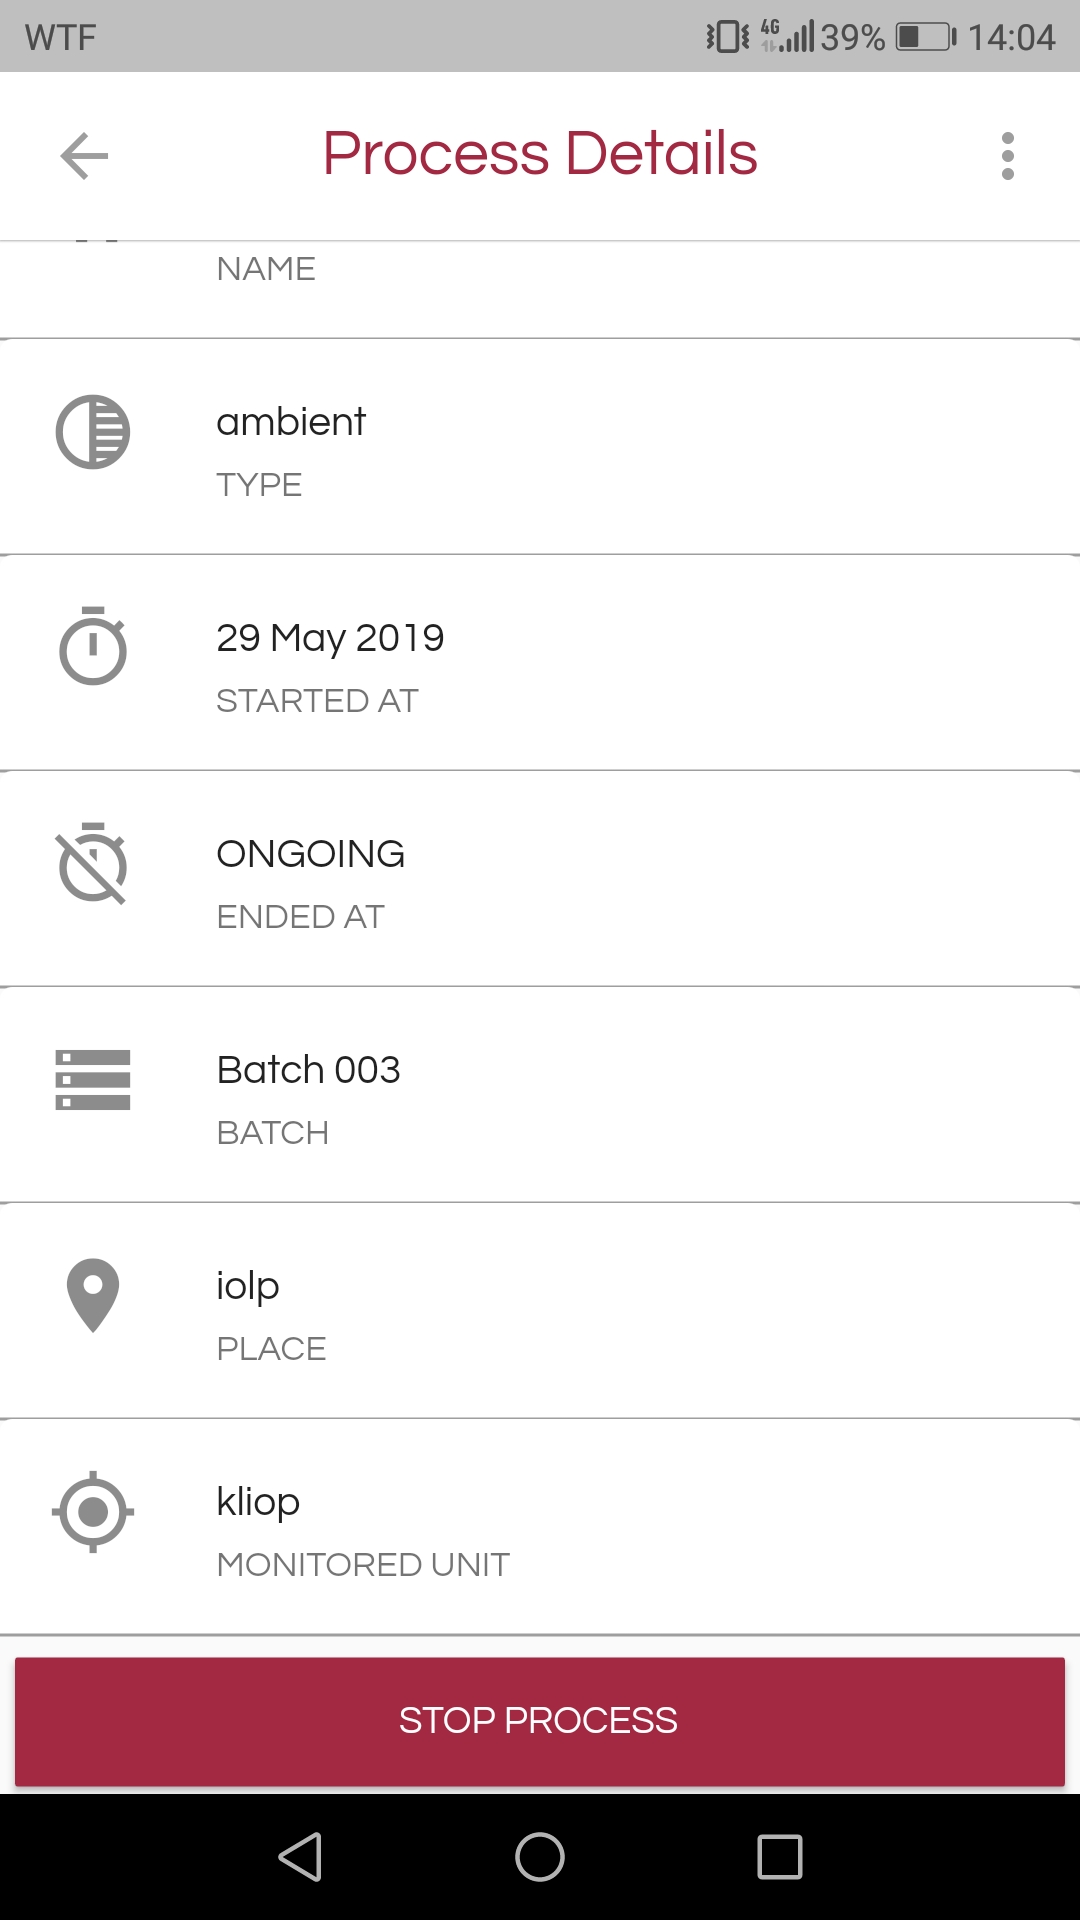 WTF 4G 39% 14:04
Process Details
NAME
ambient
TYPE
29 May 2019
STARTED AT
ONGOING
ENDED AT
Batch 003
BATCH
iolp
PLACE
kliop
MONITORED UNIT
STOP PROCESS